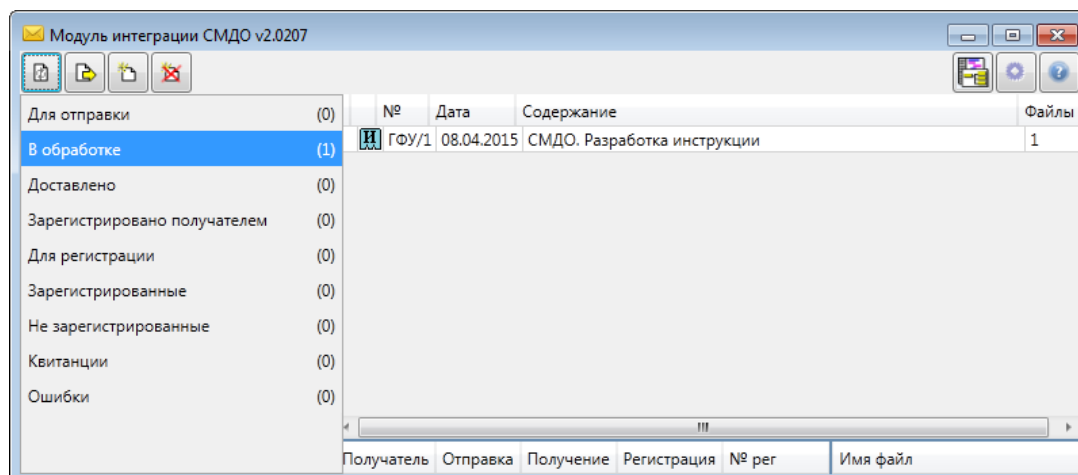 Модуль интеграции СМДО v2.0207
Для отправки (0)
В обработке (1)
Доставлено (0)
Зарегистрировано получателем (0)
Для регистрации (0)
Зарегистрированные (0)
Не зарегистрированные (0)
Квитанции (0)
Ошибки (0)
№ Дата Содержание Файлы
И ГФУ/1 08.04.2015 СМДО. Разработка инструкции 1
Получатель Отправка Получение Регистрация № рег Имя файл